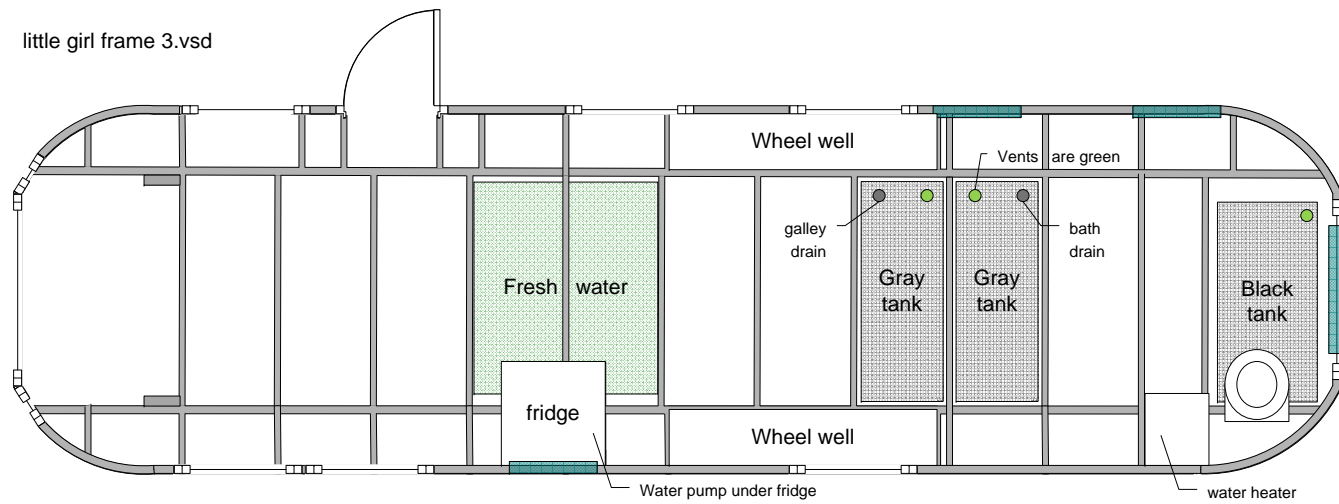 little girl frame 3.vsd
Wheel well
Vents are green
galley
drain
bath
drain
Gray
tank
Gray
tank
Fresh water
Black
tank
fridge
Wheel well
Water pump under fridge
water heater